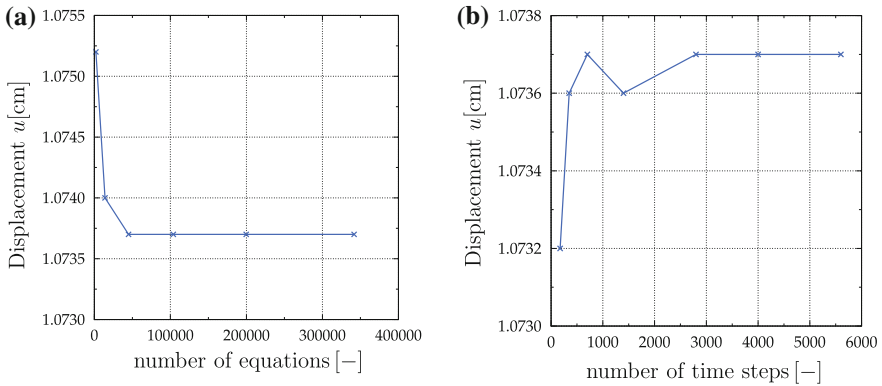 (a)
1.0755
1.0750
1.0745
1.0740
1.0735
1.0730
Displacement u[cm]
0 100000 200000 300000 400000
number of equations [−]
(b)
1.0738
1.0736
1.0734
1.0732
1.0730
Displacement u[cm]
0 1000 2000 3000 4000 5000 6000
number of time steps [−]